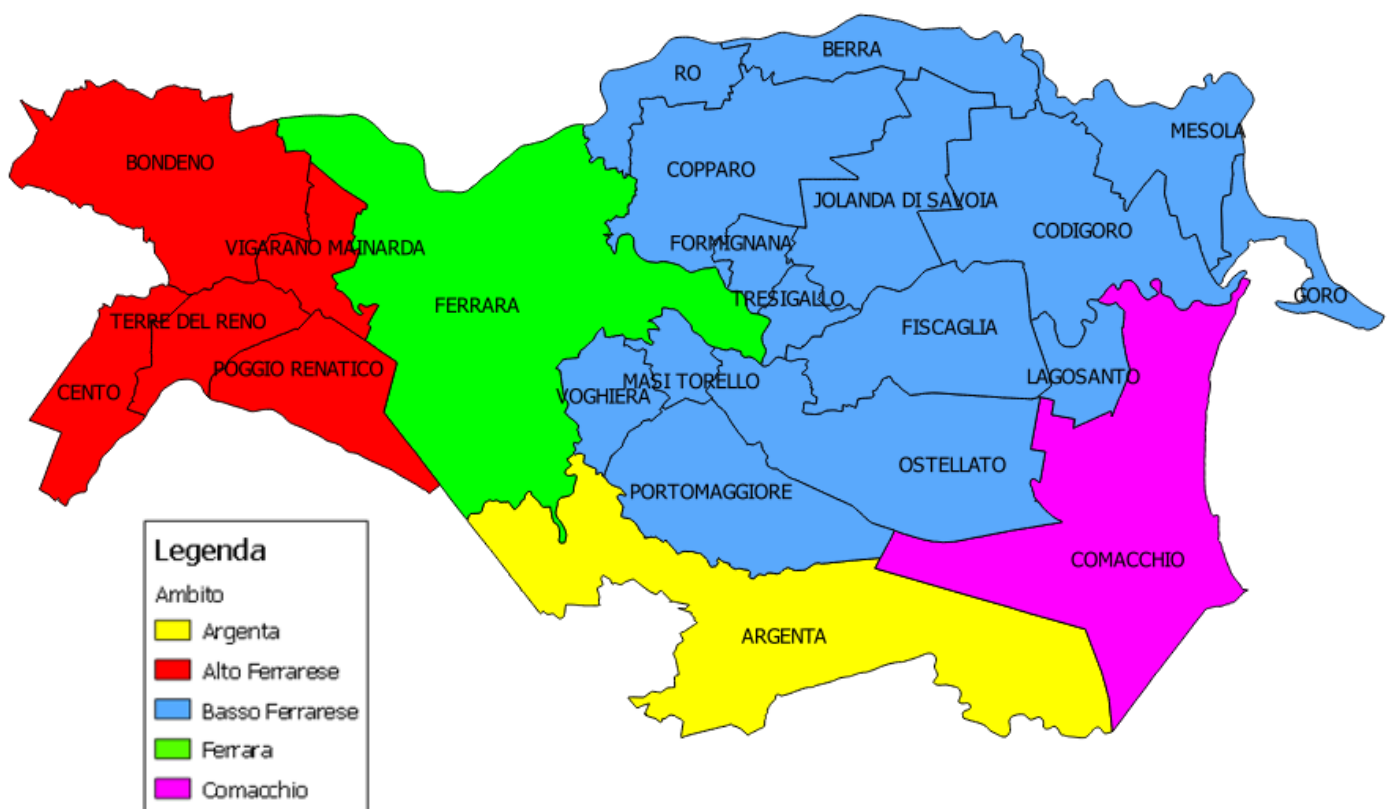 BERRA
RO
MESOLA
BONDENO
COPPARO
JOLANDA DI SAVOIA
CODIGORO
FORMIGNANA
VIGARANO MAINARDA
TRESIGALLO
GORO
FERRARA
TERRE DEL RENO
FISCAGLIA
POGGIO RENATICO
MASI TORELLO
LAGOSANTO
CENTO
VOGHIERA
OSTELLATO
PORTOMAGGIORE
COMACCHIO
ARGENTA
Legenda
Ambito
Argenta
Alto Ferrarese
Basso Ferrarese
Ferrara
Comacchio